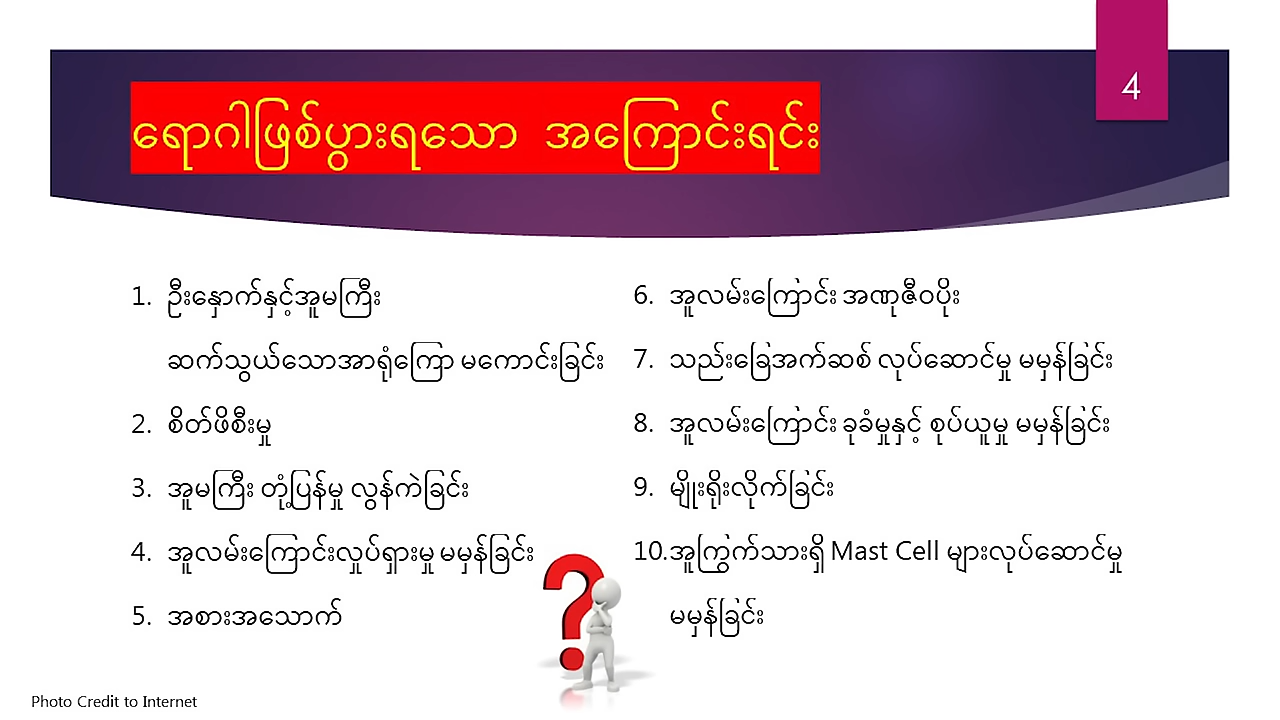 4
ရောဂါဖြစ်ပွားရသော အကြောင်းရင်း
1. ဦးနှောက်နှင့်အူမကြီး
ဆက်သွယ်သောအာရုံကြော မကောင်းခြင်း
2. စိတ်ဖိစီးမှု
3. အူမကြီး တုံ့ပြန်မှု လွန်ကဲခြင်း
4. အူလမ်းကြောင်းလှုပ်ရှားမှု မမှန်ခြင်း
5. အစားအသောက်
6. အူလမ်းကြောင်း အဏုဇီဝပိုး
7. သည်းခြေအက်ဆစ် လုပ်ဆောင်မှု မမှန်ခြင်း
8. အူလမ်းကြောင်း ခုခံမှုနှင့် စုပ်ယူမှု မမှန်ခြင်း
9. မျိုးရိုးလိုက်ခြင်း
10.အူကြွက်သားရှိ Mast Cell များလုပ်ဆောင်မှု
မမှန်ခြင်း
Photo Credit to Internet